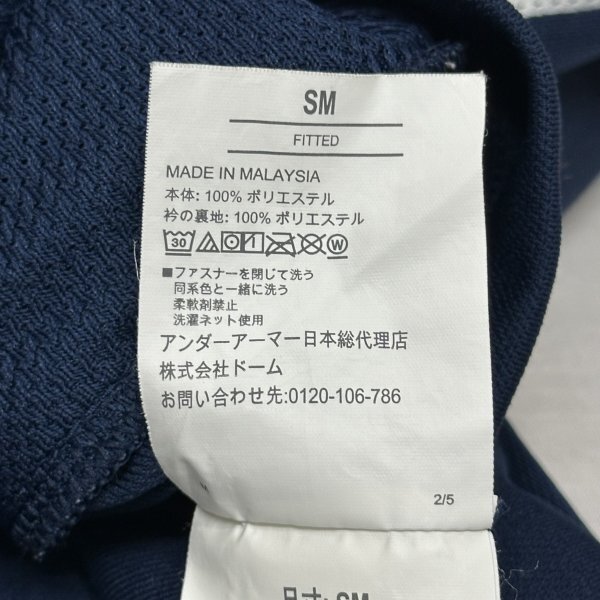 SM
FITTED
MADE IN MALAYSIA
本体: 100% ポリエステル
衿の裏地: 100% ポリエステル
30 W
■ファスナーを閉じて洗う
同系色と一緒に洗う
柔軟剤禁止
洗濯ネット使用
アンダーアーマー日本総代理店
株式会社ドーム
お問い合わせ先:0120-106-786
2/5
尺寸: SM